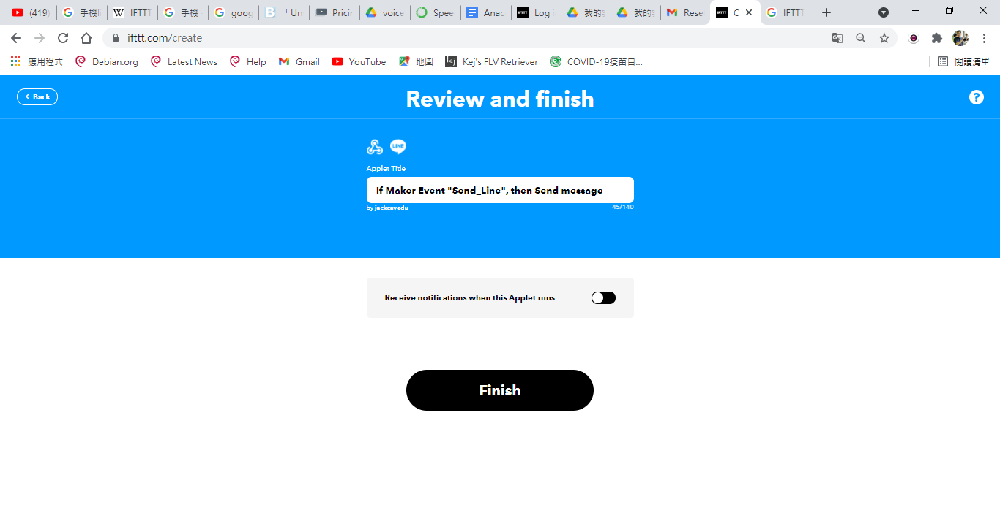 (419)
手機
IFTTT
手機
goog
「Un
Pricin
voice
Spee
Anac
Log i
我的
我的
Rese
C
IFTTT
ifttt.com/create
應用程式
Debian.org
Latest News
Help
Gmail
YouTube
地圖
Kej's FLV Retriever
COVID-19疫苗自...
閱讀清單
Back
Review and finish
?
LINE
Applet Title
If Maker Event "Send_Line", then Send message
by jackcavedu
45/140
Receive notifications when this Applet runs
Finish